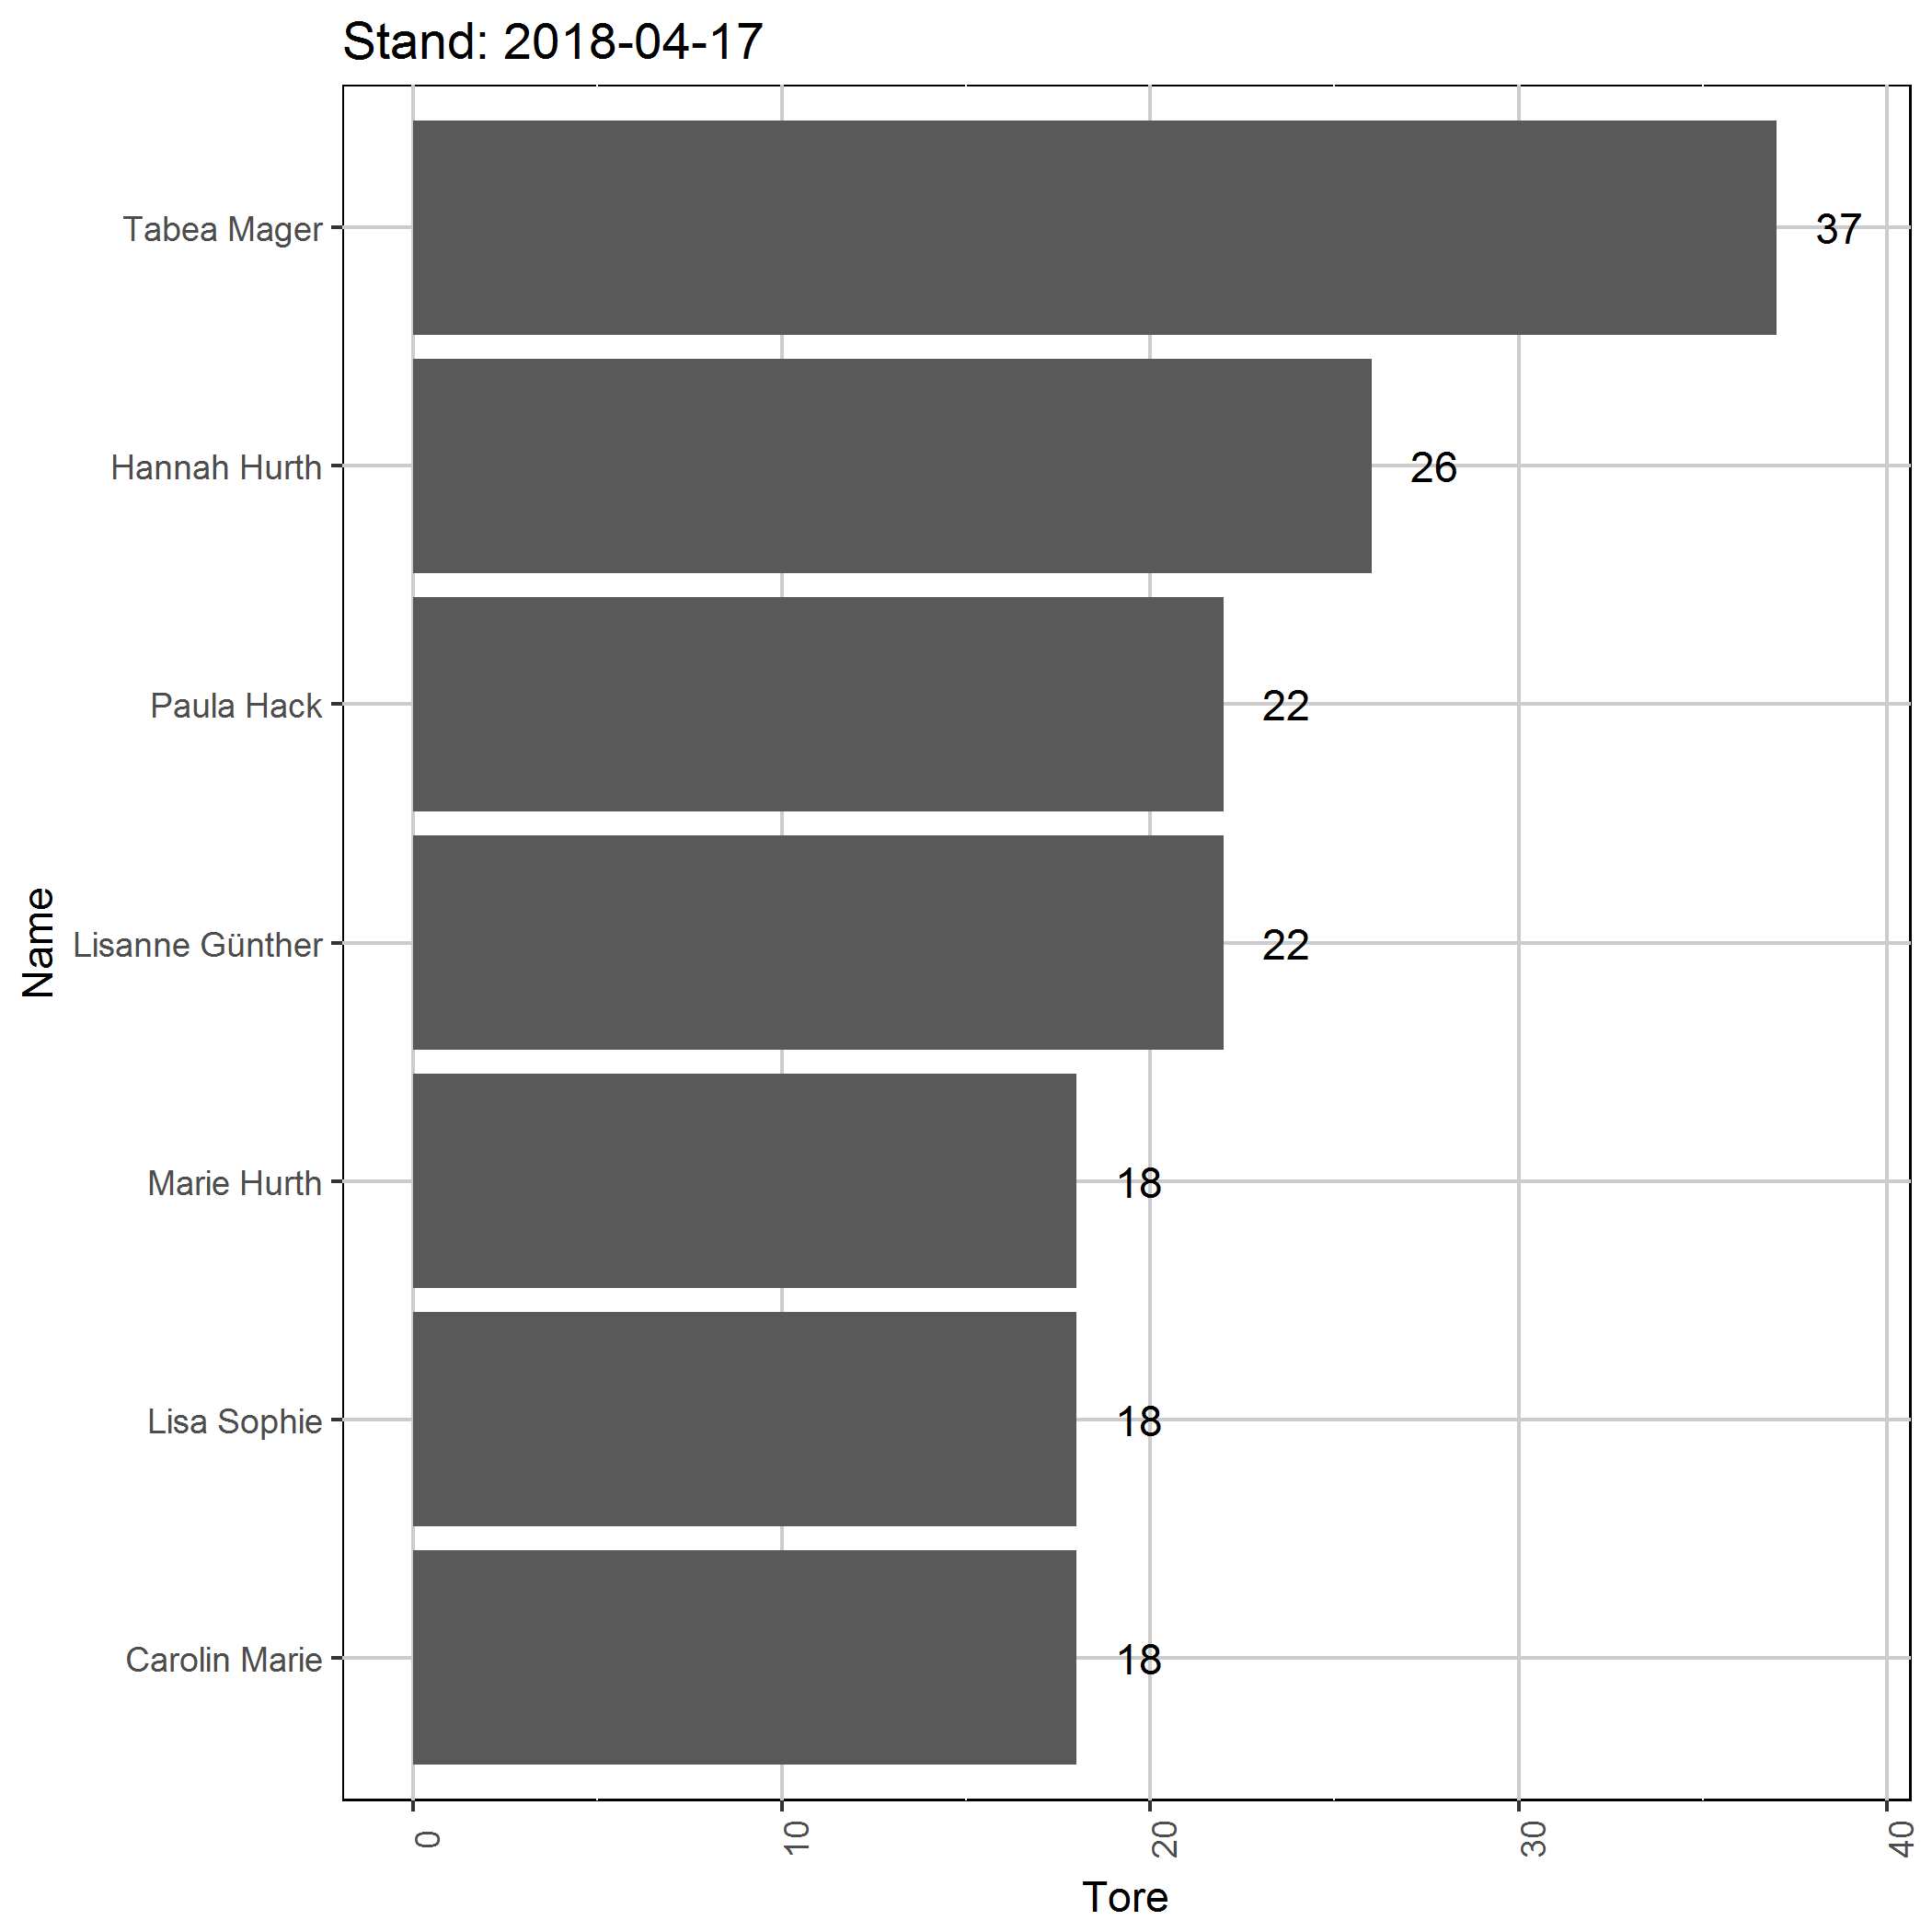 Stand: 2018-04-17
Name
Tabea Mager 37
Hannah Hurth 26
Paula Hack 22
Lisanne Günther 22
Marie Hurth 18
Lisa Sophie 18
Carolin Marie 18
0 10 20 30 40
Tore